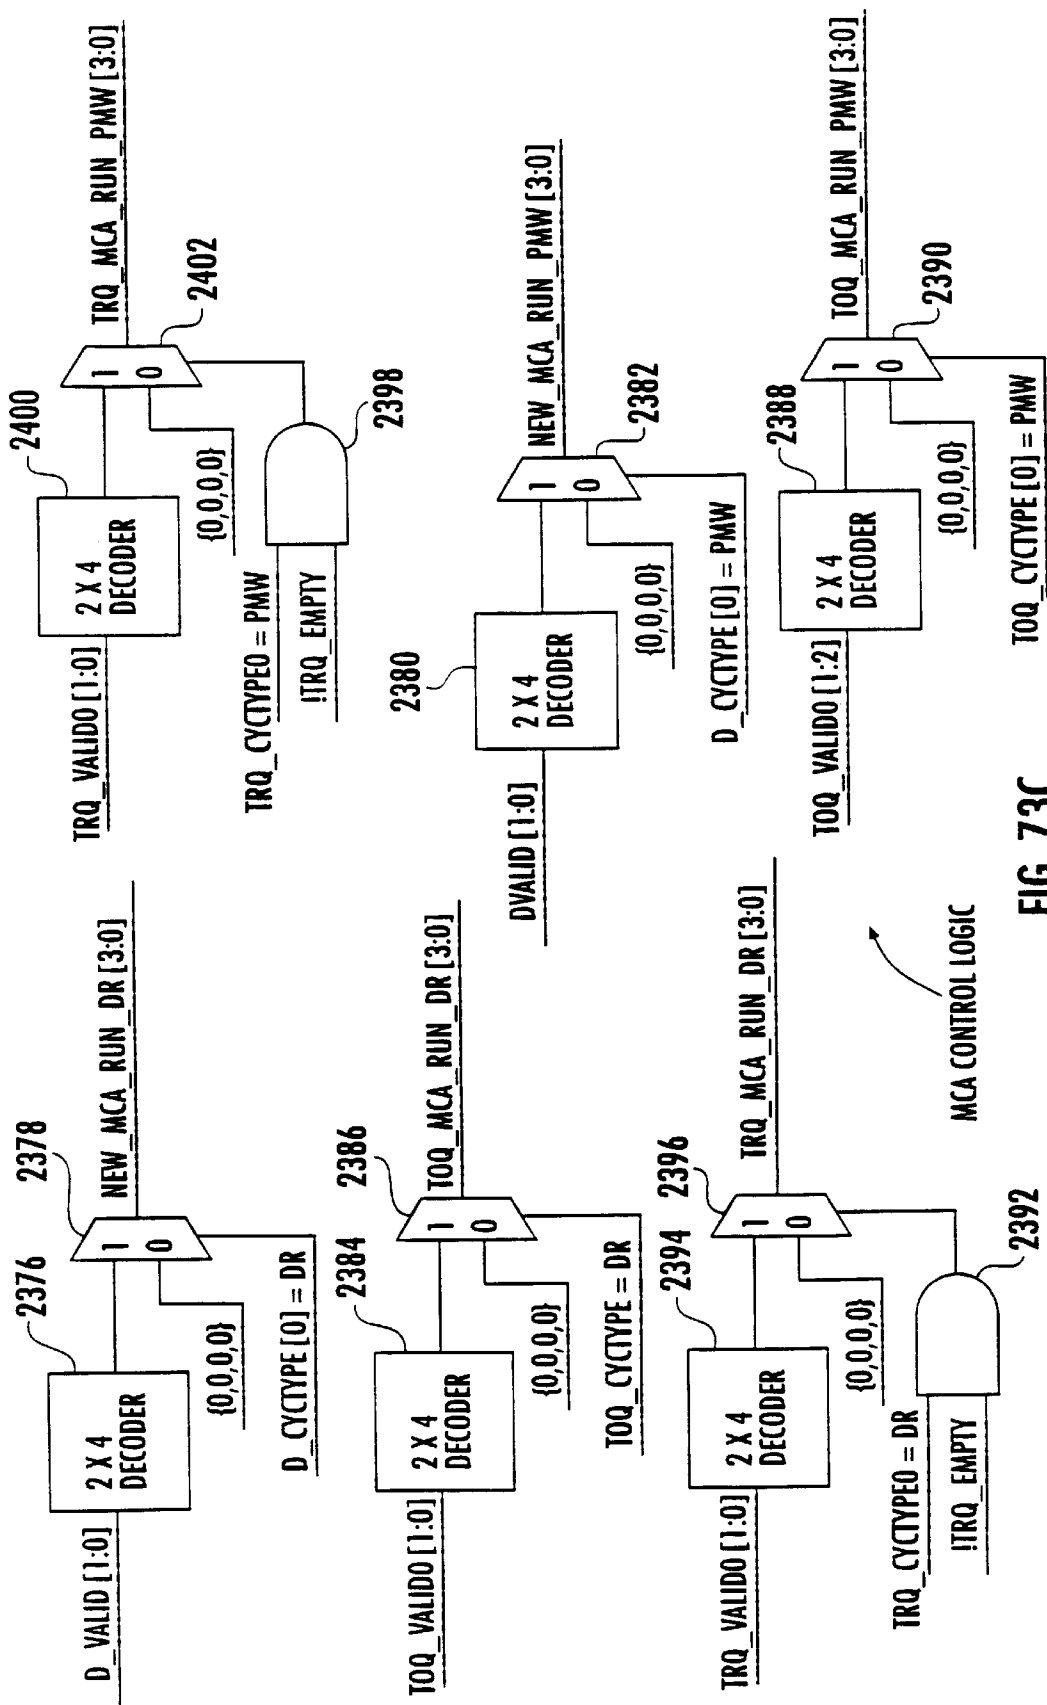 D_VALID [1:0]
2 X 4
DECODER
2376
1
0
2378
NEW_MCA_RUN_DR [3:0]
{0,0,0,0}
D_CYCTYPE [0] = DR
TOQ_VALID0 [1:0]
2 X 4
DECODER
2384
1
0
2386
TOQ_MCA_RUN_DR [3:0]
{0,0,0,0}
TOQ_CYCTYPE = DR
TRQ_VALID0 [1:0]
2 X 4
DECODER
2394
1
0
2396
TRQ_MCA_RUN_DR [3:0]
{0,0,0,0}
TRQ_CYCTYPE0 = DR
!TRQ_EMPTY
2392
MCA CONTROL LOGIC
TRQ_VALID0 [1:0]
2 X 4
DECODER
2400
1
0
2402
TRQ_MCA_RUN_PMW [3:0]
{0,0,0,0}
TRQ_CYCTYPE0 = PMW
!TRQ_EMPTY
2398
DVALID [1:0]
2 X 4
DECODER
2380
1
0
2382
NEW_MCA_RUN_PMW [3:0]
{0,0,0,0}
D_CYCTYPE [0] = PMW
TOQ_VALID0 [1:2]
2 X 4
DECODER
2388
1
0
2390
TOQ_MCA_RUN_PMW [3:0]
{0,0,0,0}
TOQ_CYCTYPE [0] = PMW
FIG. 73C